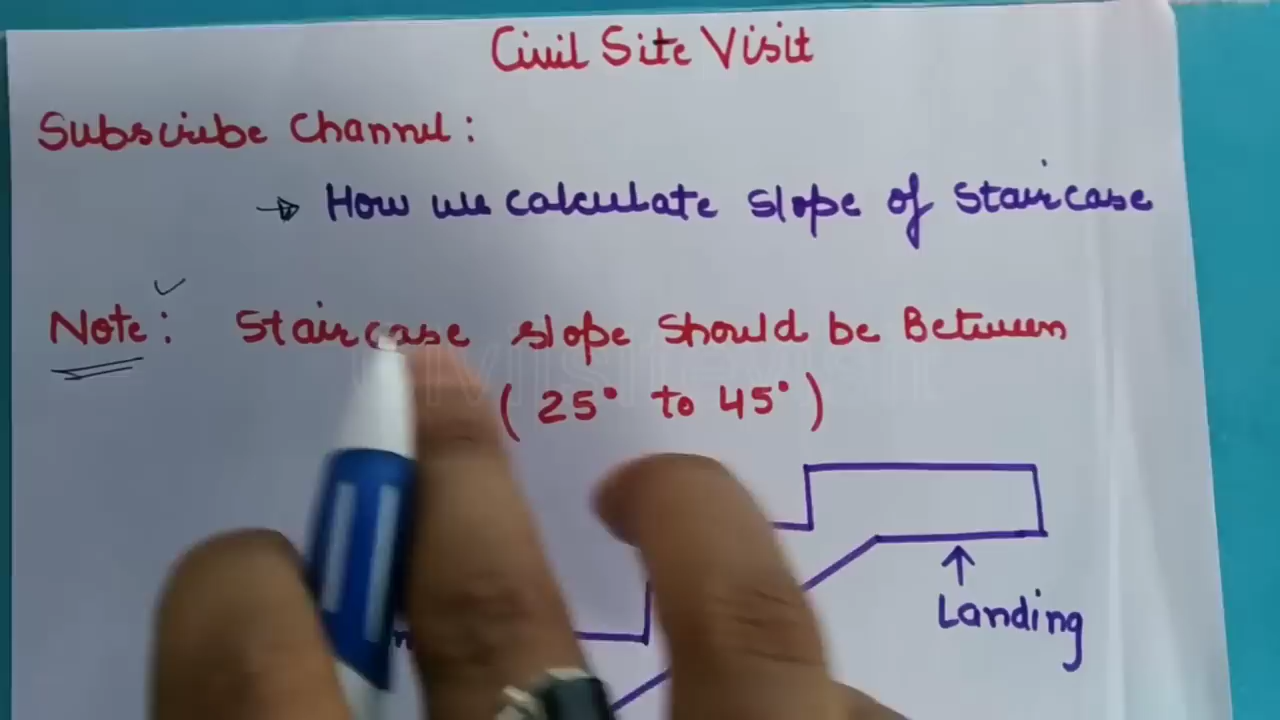 Civil Site Visit
Subscribe Channel:
→ How we calculate slope of Staircase
Note: Staircase slope should be Between
(25° to 45°)
Landing